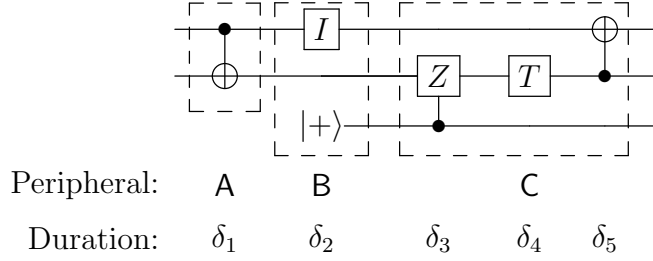 I
Z T
|+⟩
Peripheral: A B C
Duration: δ₁ δ₂ δ₃ δ₄ δ₅